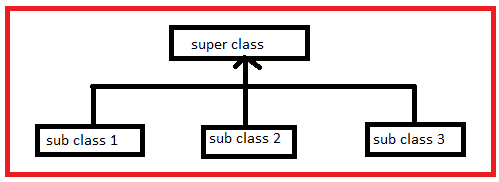 super class
sub class 1
sub class 2
sub class 3